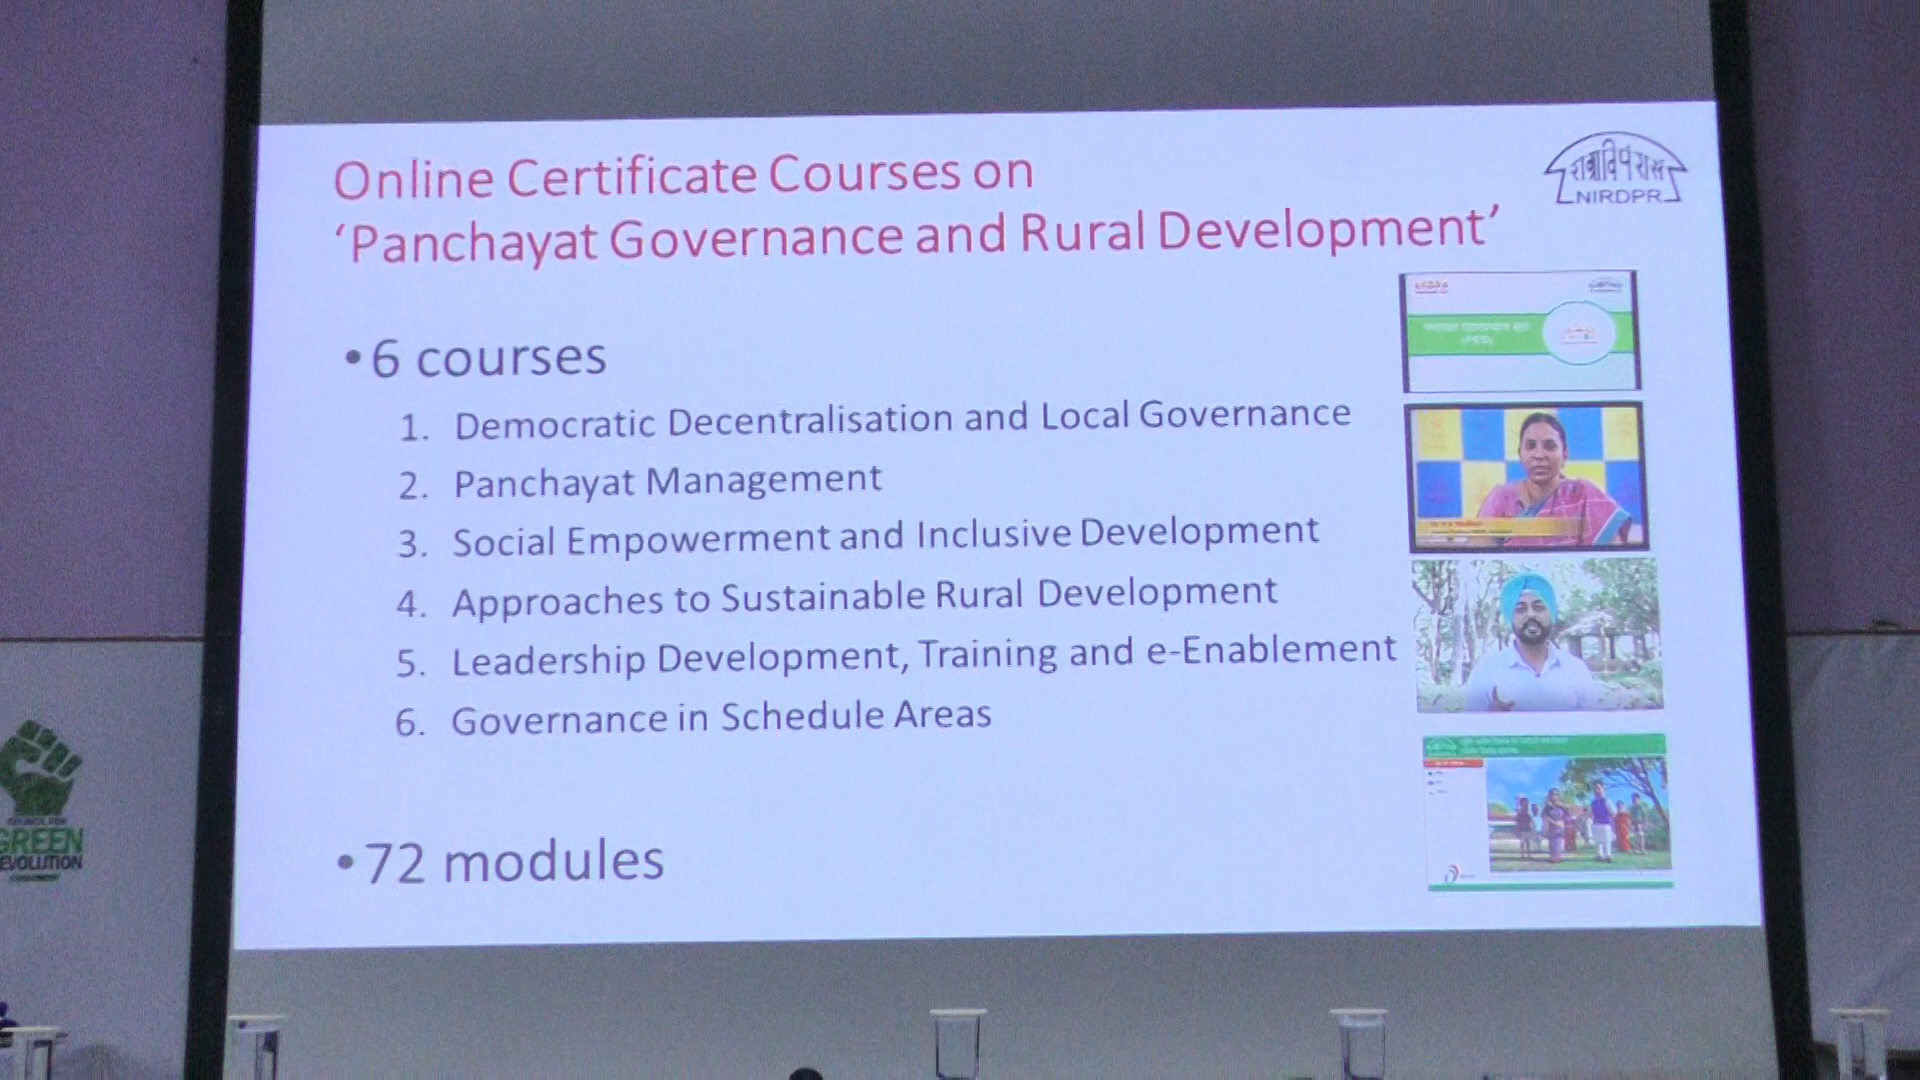 Online Certificate Courses on
‘Panchayat Governance and Rural Development’
NIRDPR
•6 courses
1. Democratic Decentralisation and Local Governance
2. Panchayat Management
3. Social Empowerment and Inclusive Development
4. Approaches to Sustainable Rural Development
5. Leadership Development, Training and e-Enablement
6. Governance in Schedule Areas
•72 modules
GREEN